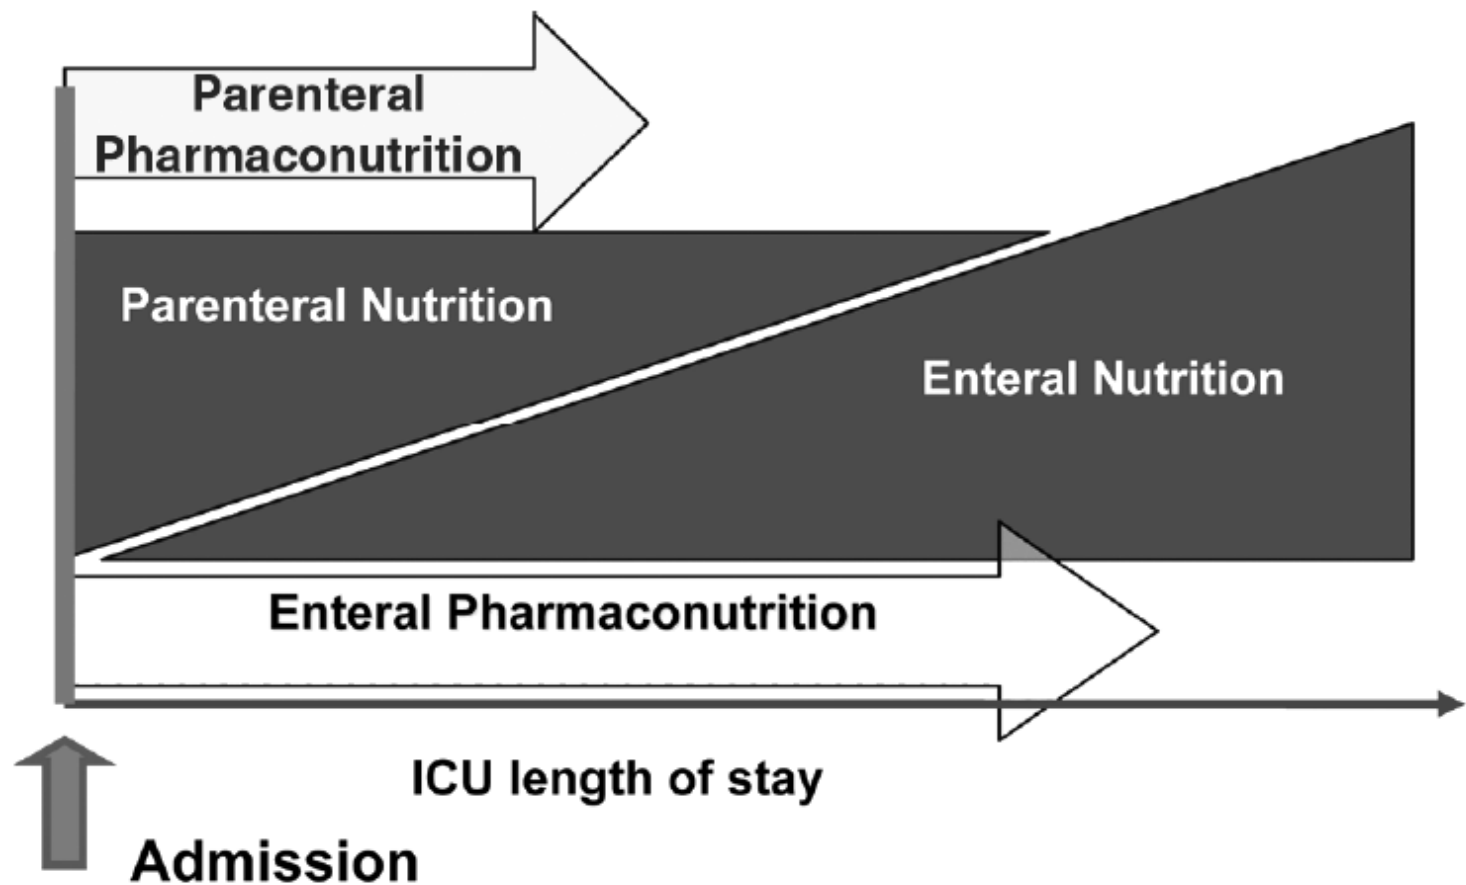 Parenteral
Pharmaconutrition
Parenteral Nutrition
Enteral Nutrition
Enteral Pharmaconutrition
ICU length of stay
Admission